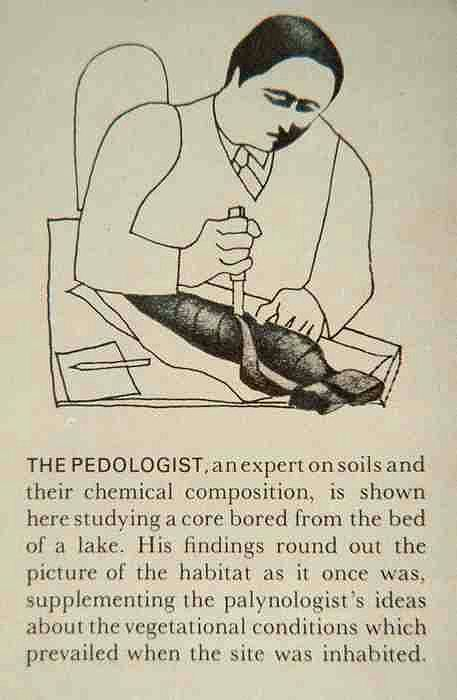 THE PEDOLOGIST, an expert on soils and
their chemical composition, is shown
here studying a core bored from the bed
of a lake. His findings round out the
picture of the habitat as it once was,
supplementing the palynologist's ideas
about the vegetational conditions which
prevailed when the site was inhabited.